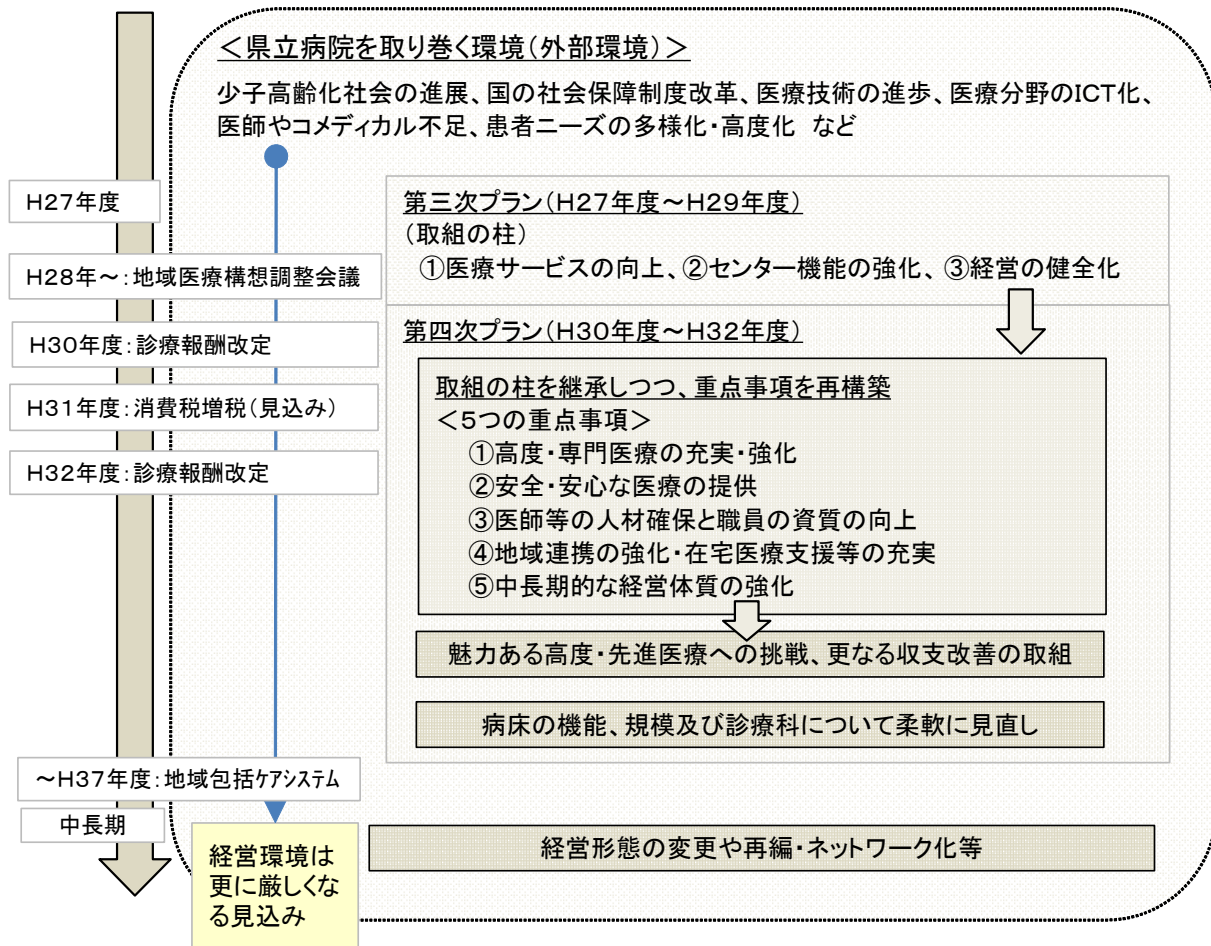 ＜県立病院を取り巻く環境（外部環境）＞
少子高齢化社会の進展、国の社会保障制度改革、医療技術の進歩、医療分野のICT化、
医師やコメディカル不足、患者ニーズの多様化・高度化 など
H27年度
H28年～：地域医療構想調整会議
H30年度：診療報酬改定
H31年度：消費税増税（見込み）
H32年度：診療報酬改定
～H37年度：地域包括ｹｱｼｽﾃﾑ
中長期
経営環境は
更に厳しくな
る見込み
第三次プラン（H27年度～H29年度）
（取組の柱）
①医療サービスの向上、②センター機能の強化、③経営の健全化
第四次プラン（H30年度～H32年度）
取組の柱を継承しつつ、重点事項を再構築
＜５つの重点事項＞
①高度・専門医療の充実・強化
②安全・安心な医療の提供
③医師等の人材確保と職員の資質の向上
④地域連携の強化・在宅医療支援等の充実
⑤中長期的な経営体質の強化
魅力ある高度・先進医療への挑戦、更なる収支改善の取組
病床の機能、規模及び診療科について柔軟に見直し
経営形態の変更や再編・ネットワーク化等